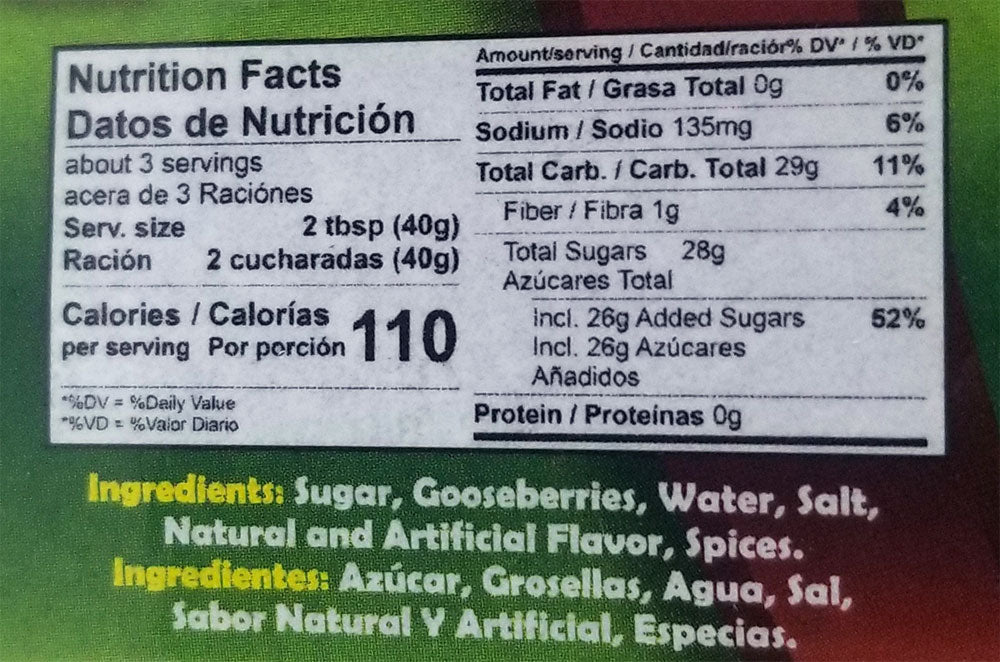 Nutrition Facts
Datos de Nutrición
about 3 servings
acera de 3 Raciónes
Serv. size 2 tbsp (40g)
Ración 2 cucharadas (40g)
Calories / Calorías 110
per serving Por porción
*%DV = %Daily Value
*%VD = %Valor Diario
Amount/serving / Cantidad/ración% DV* / % VD*
Total Fat / Grasa Total 0g 0%
Sodium / Sodio 135mg 6%
Total Carb. / Carb. Total 29g 11%
Fiber / Fibra 1g 4%
Total Sugars 28g
Azúcares Total
incl. 26g Added Sugars 52%
Incl. 26g Azúcares
Añadidos
Protein / Proteínas 0g
Ingredients: Sugar, Gooseberries, Water, Salt,
Natural and Artificial Flavor, Spices.
Ingredientes: Azúcar, Grosellas, Agua, Sal,
Sabor Natural Y Artificial, Especias.